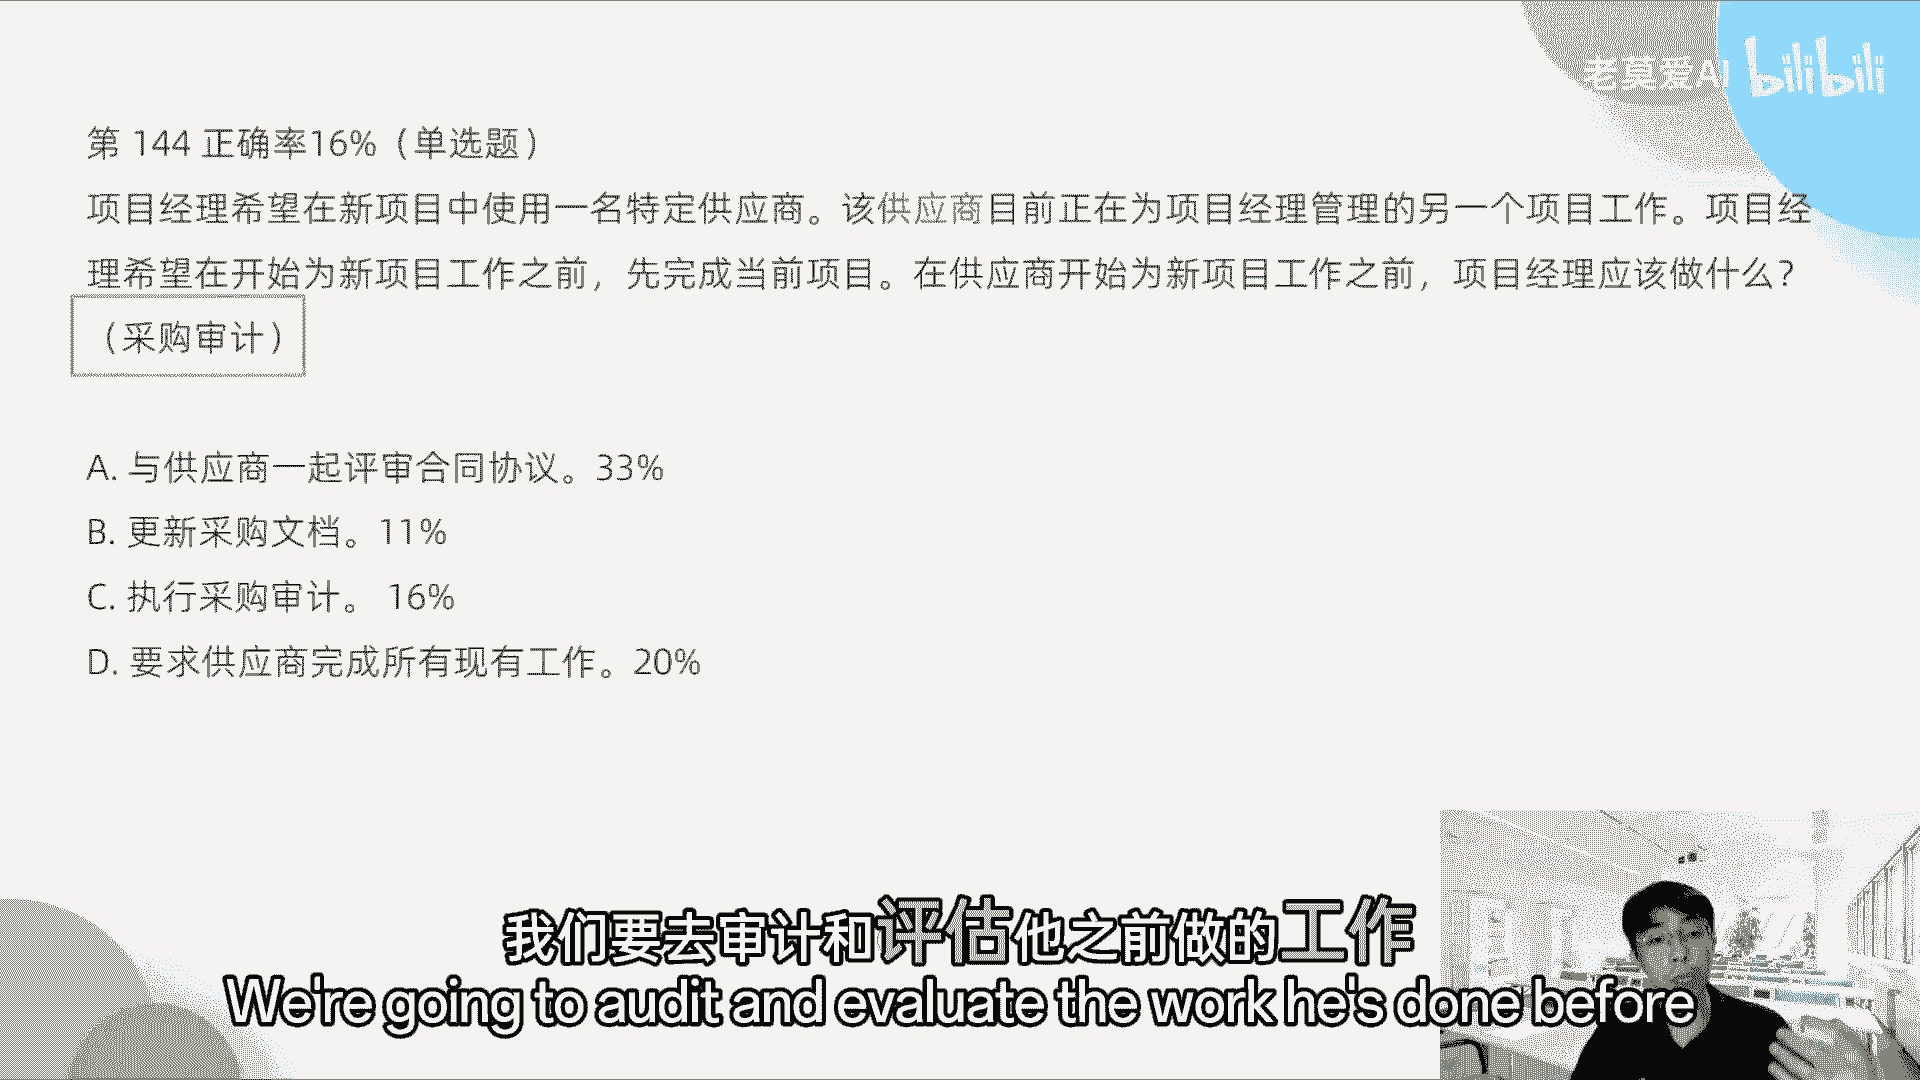 老莫爱AI bilibili
第 144 正确率16%（单选题）
项目经理希望在新项目中使用一名特定供应商。该供应商目前正在为项目经理管理的另一个项目工作。项目经
理希望在开始为新项目工作之前，先完成当前项目。在供应商开始为新项目工作之前，项目经理应该做什么？
（采购审计）
A. 与供应商一起评审合同协议。33%
B. 更新采购文档。11%
C. 执行采购审计。 16%
D. 要求供应商完成所有现有工作。20%
我们要去审计和评估他之前做的工作
We're going to audit and evaluate the work he's done before